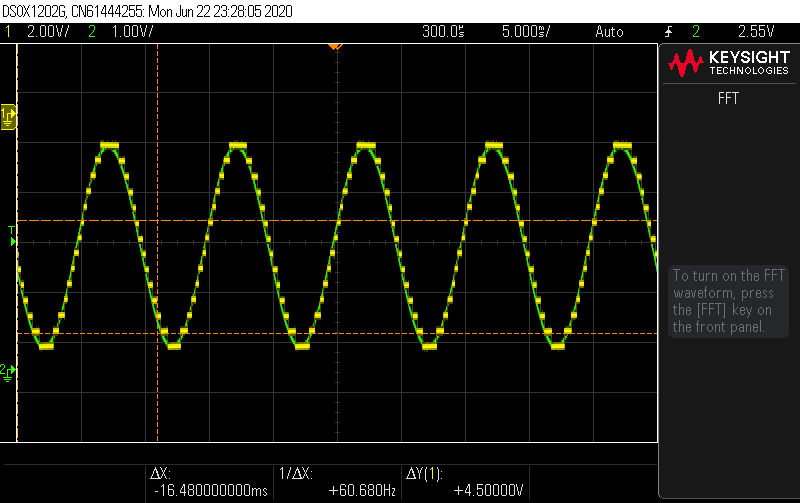 DSOX1202G, CN61444255: Mon Jun 22 23:28:05 2020
1 2.00V/ 2 1.00V/ 300.0µs 5.000ms/ Auto 2 2.55V
KEYSIGHT
TECHNOLOGIES
FFT
1
T
To turn on the FFT
waveform, press
the [FFT] key on
the front panel.
2
ΔX:
-16.480000000ms
1/ΔX:
+60.680Hz
ΔY(1):
+4.50000V